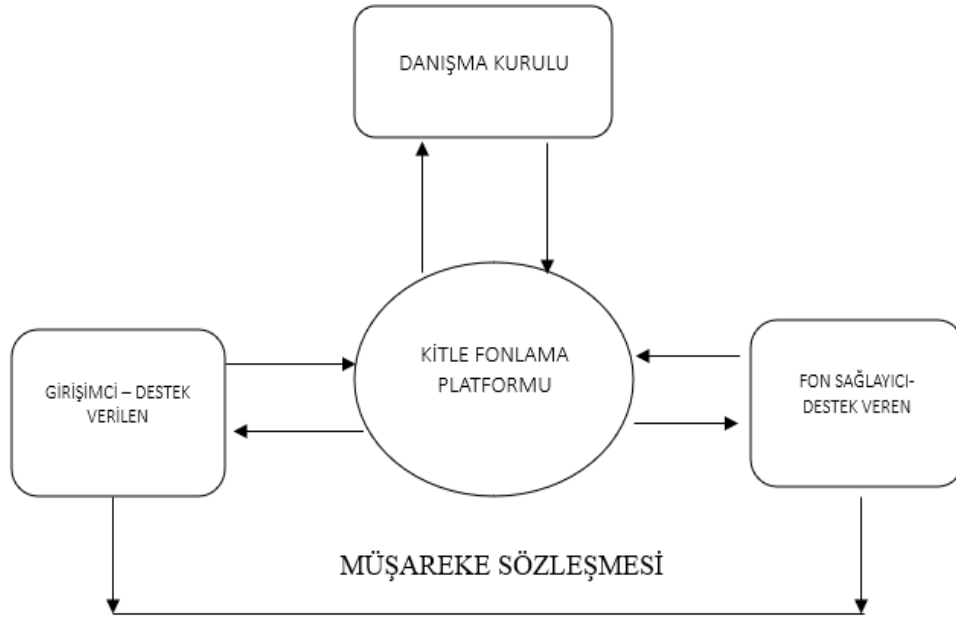 DANIŞMA KURULU
KİTLE FONLAMA
PLATFORMU
GİRİŞİMCİ – DESTEK
VERİLEN
FON SAĞLAYICI-
DESTEK VEREN
MÜŞAREKE SÖZLEŞMESİ